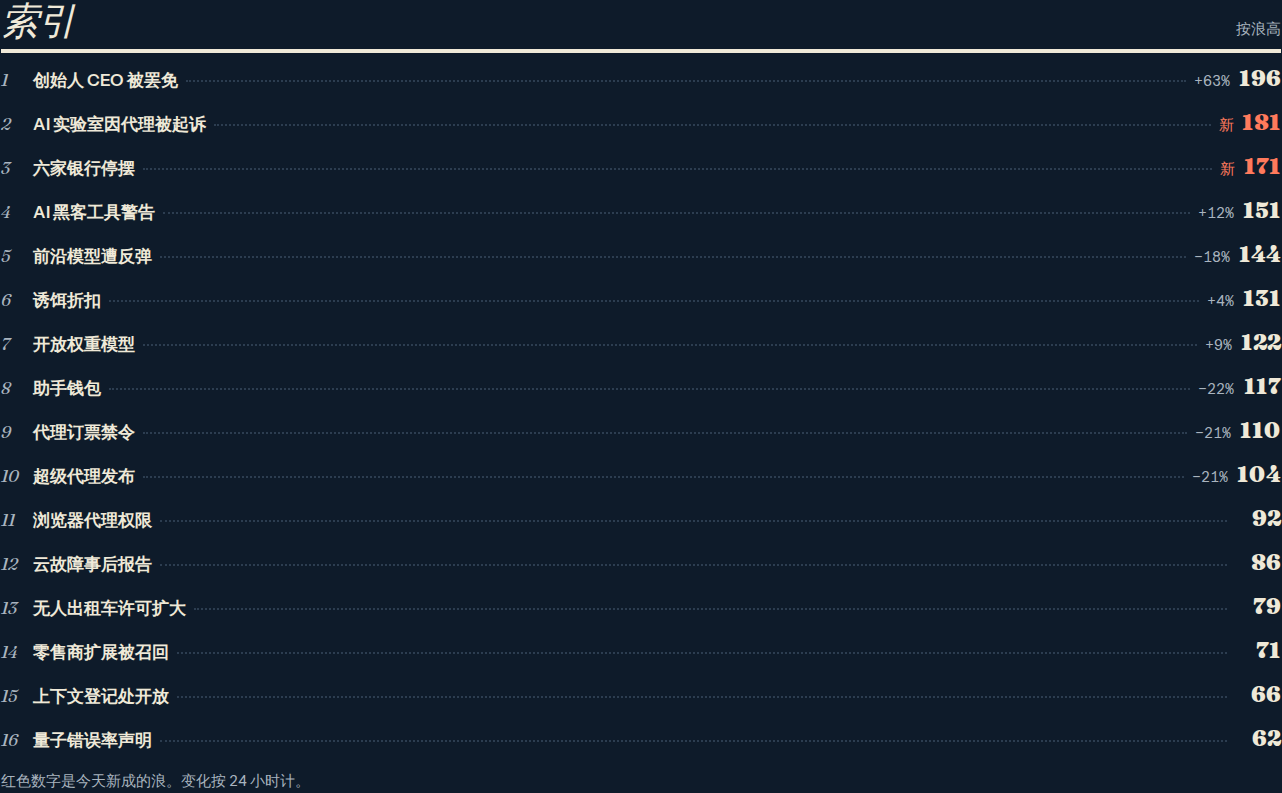 索引
按浪高
1 创始人 CEO 被罢免 +63% 196
2 AI 实验室因代理被起诉 新 181
3 六家银行停摆 新 171
4 AI 黑客工具警告 +12% 151
5 前沿模型遭反弹 −18% 144
6 诱饵折扣 +4% 131
7 开放权重模型 +9% 122
8 助手钱包 −22% 117
9 代理订票禁令 −21% 110
10 超级代理发布 −21% 104
11 浏览器代理权限 92
12 云故障事后报告 86
13 无人出租车许可扩大 79
14 零售商扩展被召回 71
15 上下文登记处开放 66
16 量子错误率声明 62
红色数字是今天新成的浪。变化按 24 小时计。